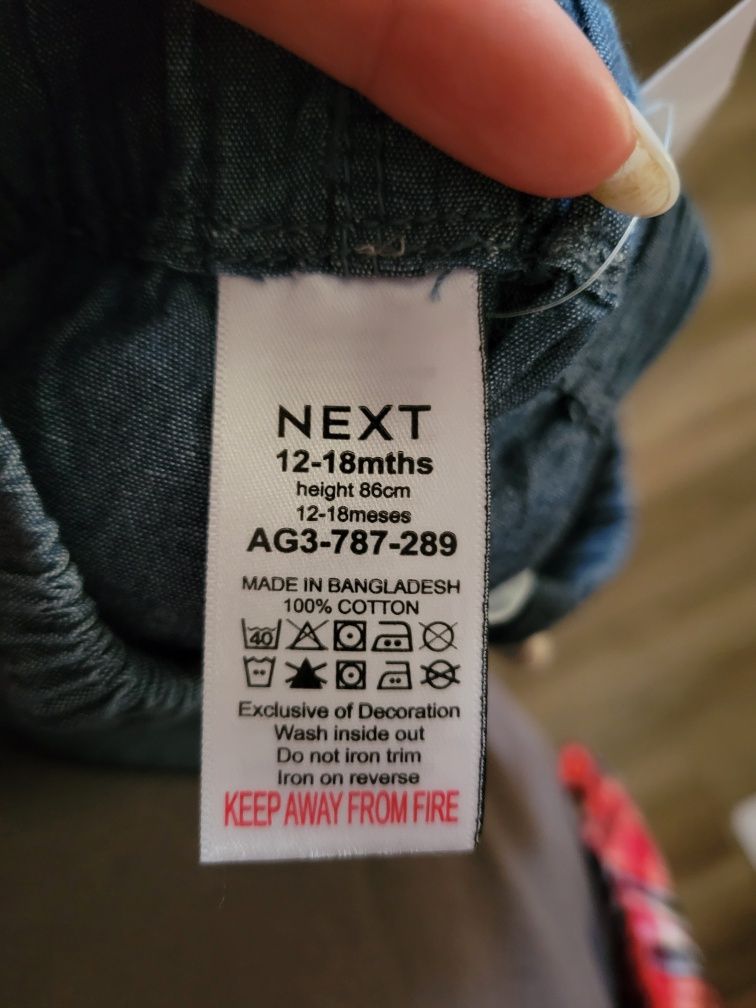 NEXT
12-18mths
height 86cm
12-18meses
AG3-787-289
MADE IN BANGLADESH
100% COTTON
40
Exclusive of Decoration
Wash inside out
Do not iron trim
Iron on reverse
KEEP AWAY FROM FIRE